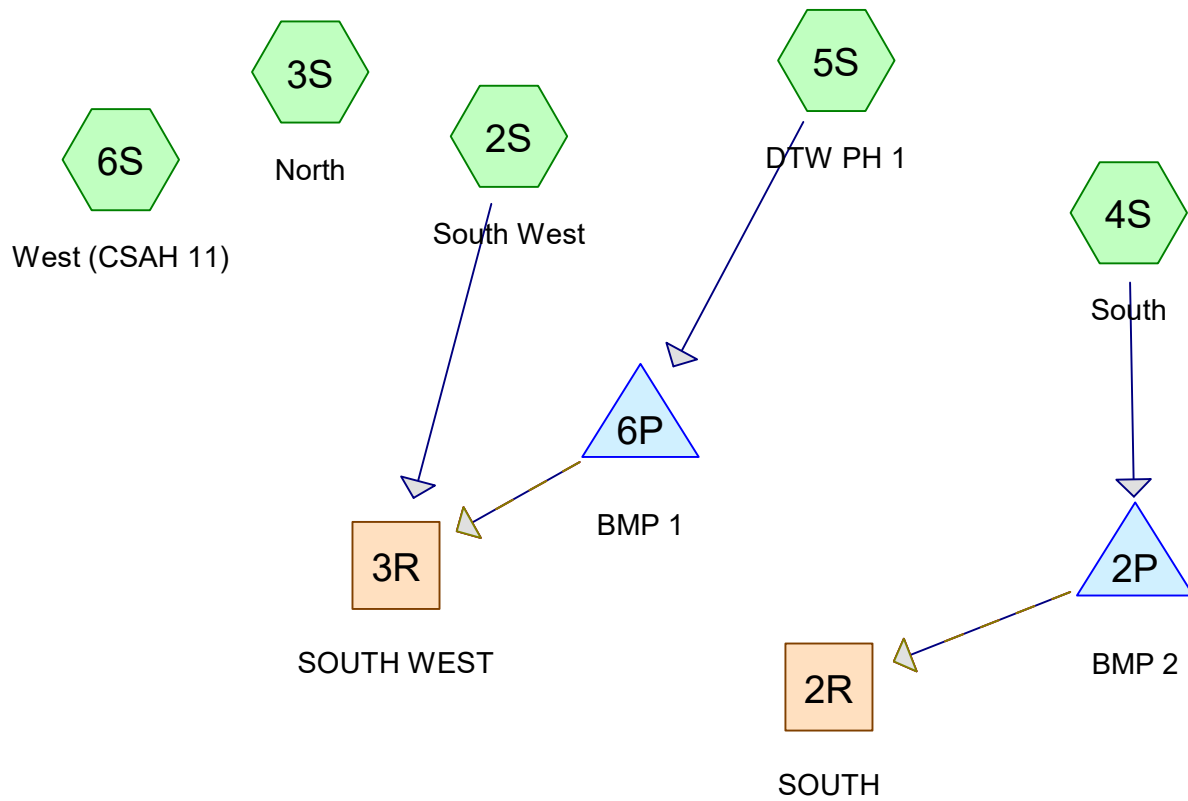 5S
3S
2S
6S
DTW PH 1
North
4S
South West
West (CSAH 11)
South
6P
BMP 1
3R
2P
SOUTH WEST
BMP 2
2R
SOUTH